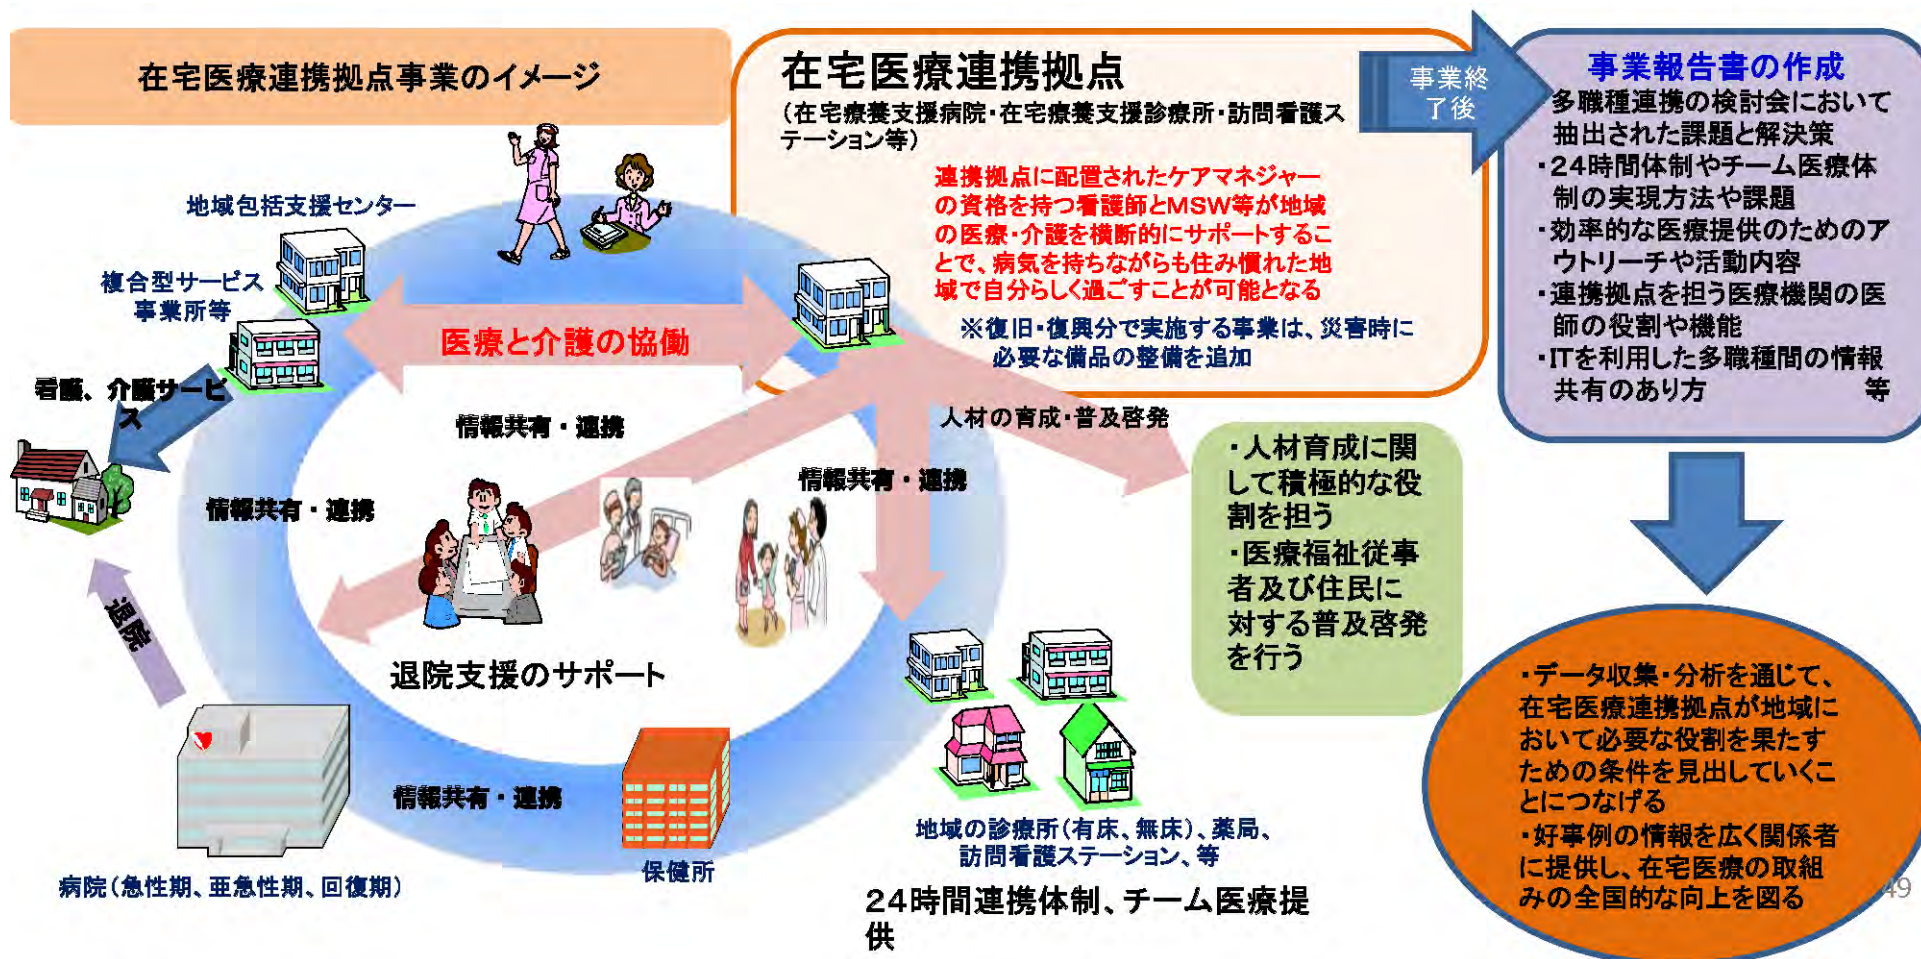 在宅医療連携拠点事業のイメージ
在宅医療連携拠点
(在宅療養支援病院・在宅療養支援診療所・訪問看護ス
テーション等)
連携拠点に配置されたケアマネジャー
の資格を持つ看護師とMSW等が地域
の医療・介護を横断的にサポートするこ
とで、病気を持ちながらも住み慣れた地
域で自分らしく過ごすことが可能となる
※復旧・復興分で実施する事業は、災害時に
必要な備品の整備を追加
事業終
了後
事業報告書の作成
多職種連携の検討会において
抽出された課題と解決策
・24時間体制やチーム医療体
制の実現方法や課題
・効率的な医療提供のためのア
ウトリーチや活動内容
・連携拠点を担う医療機関の医
師の役割や機能
・ITを利用した多職種間の情報
共有のあり方 等
地域包括支援センター
複合型サービス
事業所等
医療と介護の協働
看護、介護サービ
ス
情報共有・連携
人材の育成・普及啓発
情報共有・連携
情報共有・連携
・人材育成に関
して積極的な役
割を担う
・医療福祉従事
者及び住民に
対する普及啓発
を行う
退院
退院支援のサポート
情報共有・連携
病院(急性期、亜急性期、回復期)
保健所
地域の診療所(有床、無床)、薬局、
訪問看護ステーション、等
24時間連携体制、チーム医療提
供
・データ収集・分析を通じて、
在宅医療連携拠点が地域に
おいて必要な役割を果たす
ための条件を見出していくこ
とにつなげる
・好事例の情報を広く関係者
に提供し、在宅医療の取組
みの全国的な向上を図る
49